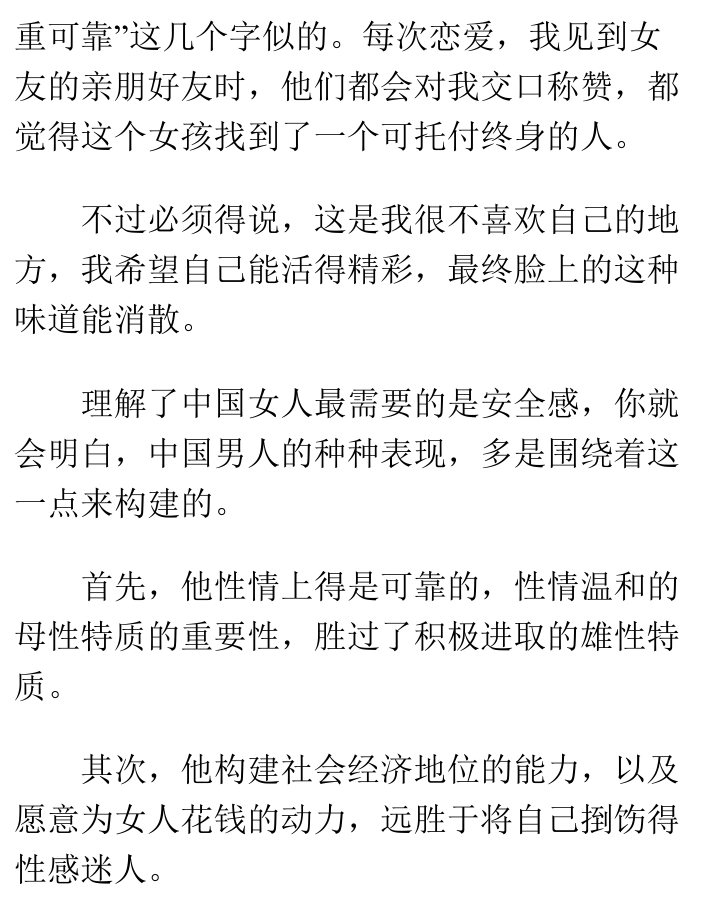 重可靠”这几个字似的。每次恋爱，我见到女
友的亲朋好友时，他们都会对我交口称赞，都
觉得这个女孩找到了一个可托付终身的人。
不过必须得说，这是我很不喜欢自己的地
方，我希望自己能活得精彩，最终脸上的这种
味道能消散。
理解了中国女人最需要的是安全感，你就
会明白，中国男人的种种表现，多是围绕着这
一点来构建的。
首先，他性情上得是可靠的，性情温和的
母性特质的重要性，胜过了积极进取的雄性特
质。
其次，他构建社会经济地位的能力，以及
愿意为女人花钱的动力，远胜于将自己捯饬得
性感迷人。